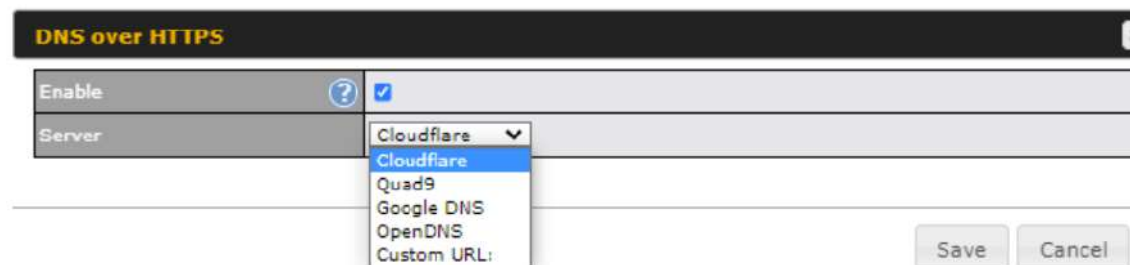 DNS over HTTPS
Enable ?
Server Cloudflare
Cloudflare
Quad9
Google DNS
OpenDNS
Custom URL:
Save Cancel